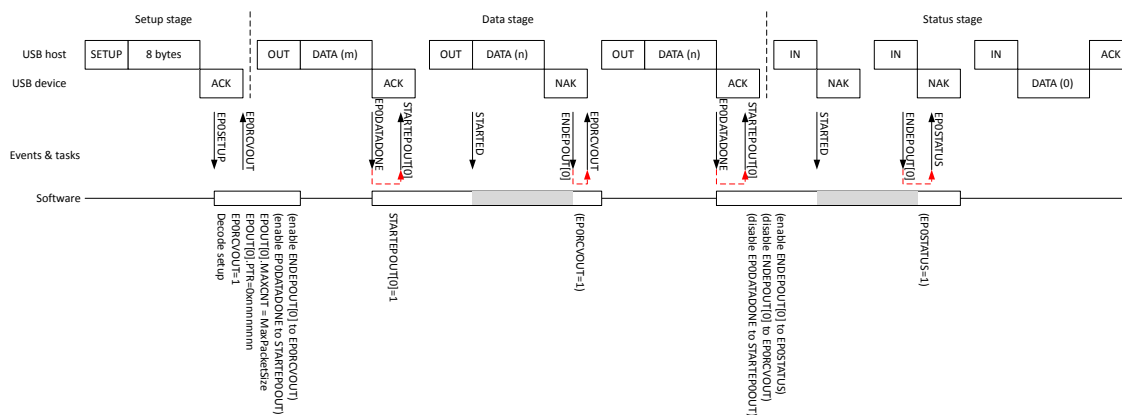 Setup stage
Data stage
Status stage
USB host
SETUP
8 bytes
OUT
DATA (m)
OUT
DATA (n)
OUT
DATA (n)
IN
IN
IN
ACK
USB device
ACK
ACK
NAK
ACK
NAK
NAK
DATA (0)
Events & tasks
EP0SETUP
EP0RCVOUT
EP0DATADONE
STARTEPOUT[0]
STARTED
ENDEPOUT[0]
EP0RCVOUT
EP0DATADONE
STARTEPOUT[0]
STARTED
ENDEPOUT[0]
EP0STATUS
Software
(enable ENDEPOUT[0] to EP0RCVOUT)
(enable EP0DATADONE to STARTEP0OUT)
EPOUT[0].MAXCNT = MaxPacketSize
EPOUT[0].PTR=0xnnnnnnnn
EP0RCVOUT=1
Decode setup
STARTEPOUT[0]=1
(EP0RCVOUT=1)
(enable ENDEPOUT[0] to EP0STATUS)
(disable ENDEPOUT[0] to EP0RCVOUT)
(disable EP0DATADONE to STARTEP0OUT)
(EP0STATUS=1)